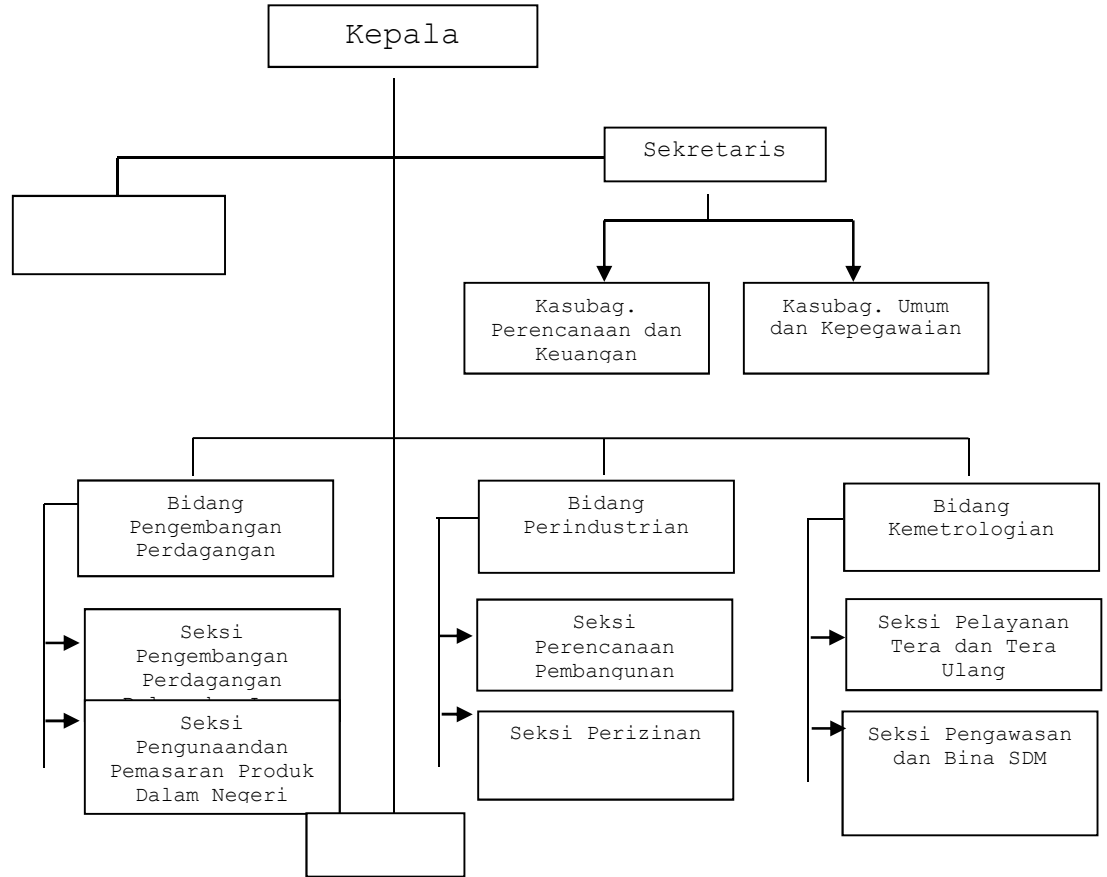 Kepala
Sekretaris
Kasubag.
Perencanaan dan
Keuangan
Kasubag. Umum
dan Kepegawaian
Bidang
Pengembangan
Perdagangan
Bidang
Perindustrian
Bidang
Kemetrologian
Seksi
Pengembangan
Perdagangan
Seksi
Pengunaandan
Pemasaran Produk
Dalam Negeri
Seksi
Perencanaan
Pembangunan
Seksi Perizinan
Seksi Pelayanan
Tera dan Tera
Ulang
Seksi Pengawasan
dan Bina SDM